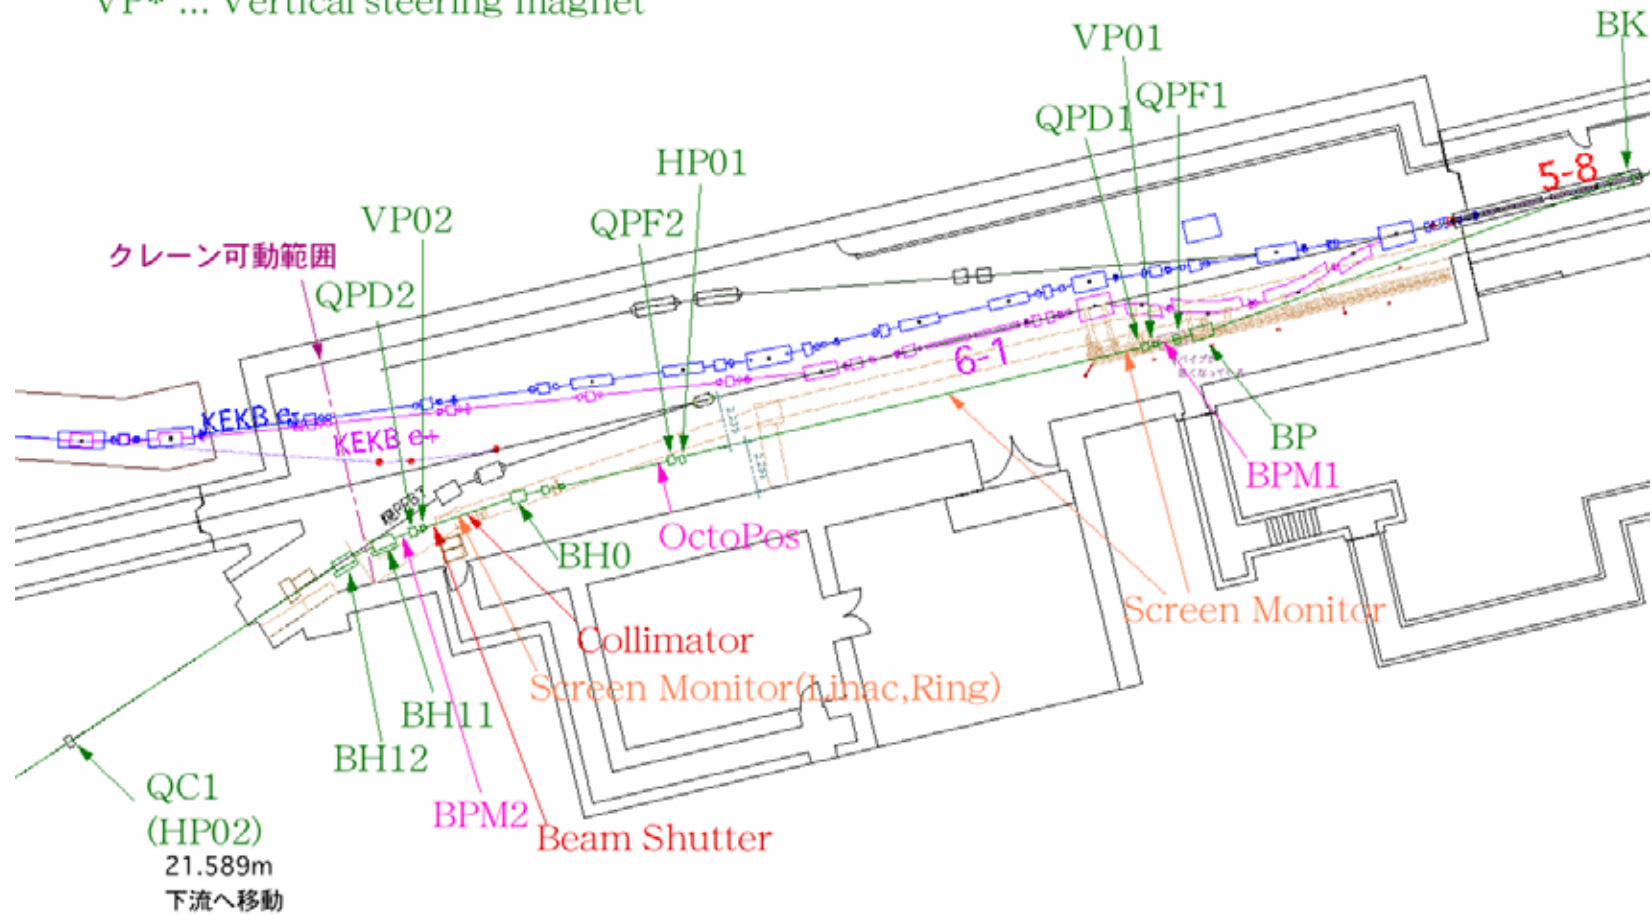 VP* ... Vertical steering magnet
BK
VP01
QPF1
QPD1
5-8
HP01
VP02
QPF2
クレーン可動範囲
QPD2
6-1
KEKB e-
KEKB e+
BP
BPM1
OctoPos
BH0
Screen Monitor
Collimator
Screen Monitor(Linac,Ring)
BH11
BH12
QC1
(HP02)
BPM2
Beam Shutter
21.589m
下流へ移動